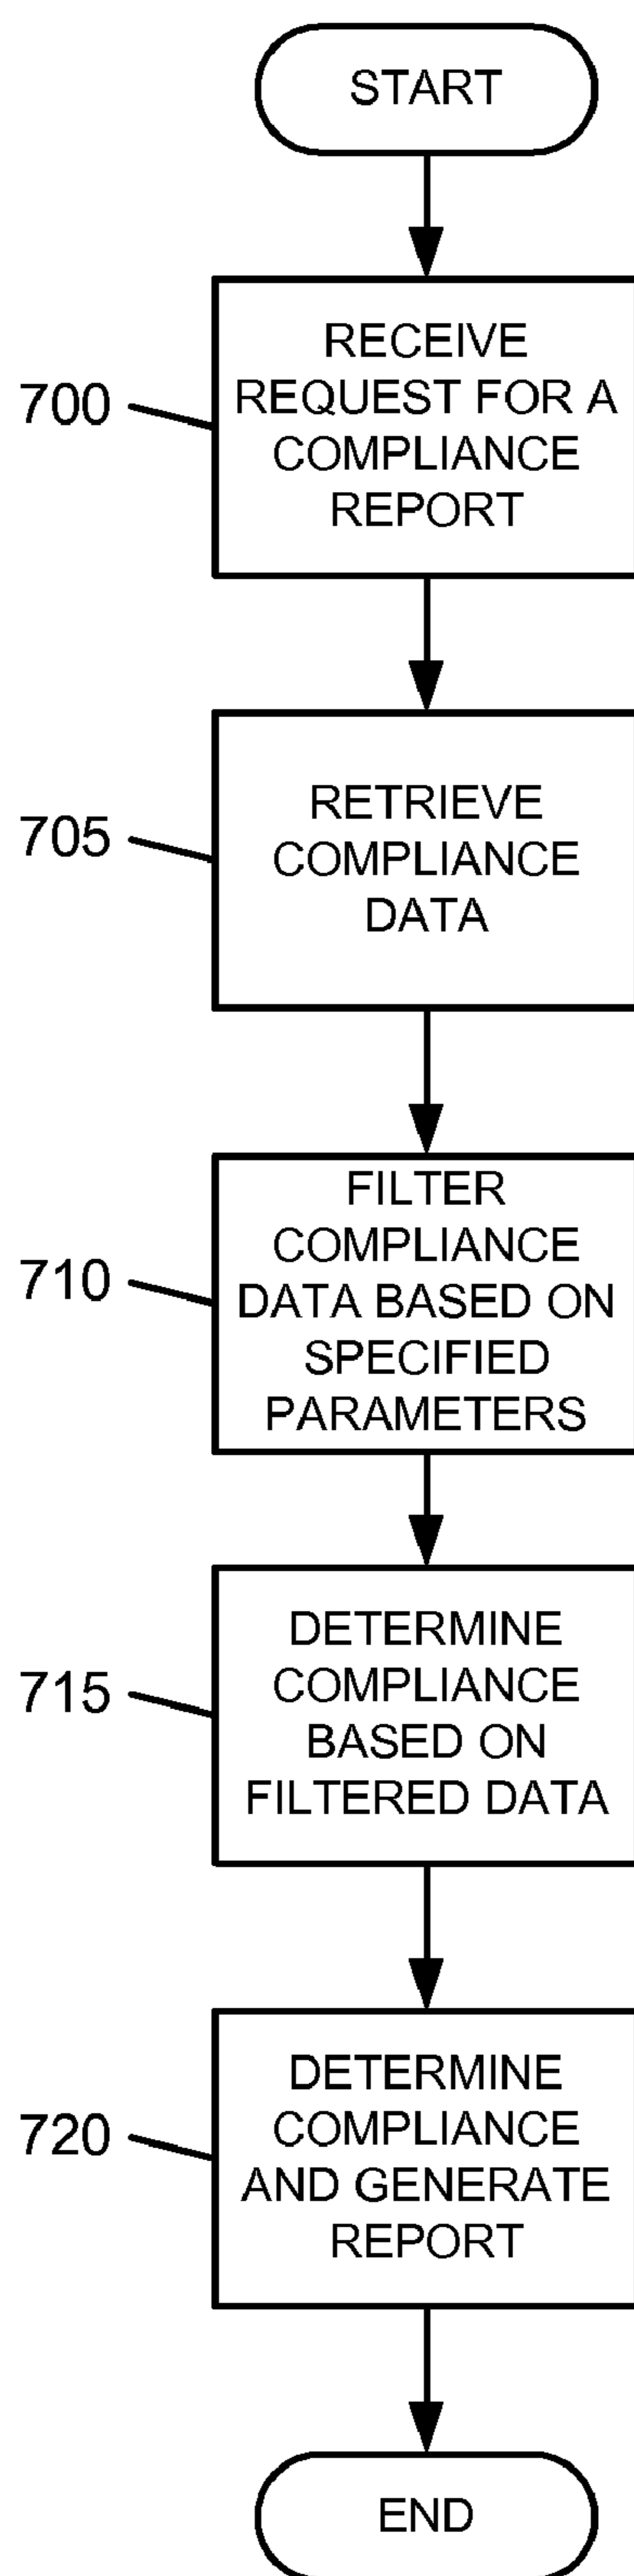 START
700
RECEIVE
REQUEST FOR A
COMPLIANCE
REPORT
705
RETRIEVE
COMPLIANCE
DATA
710
FILTER
COMPLIANCE
DATA BASED ON
SPECIFIED
PARAMETERS
715
DETERMINE
COMPLIANCE
BASED ON
FILTERED DATA
720
DETERMINE
COMPLIANCE
AND GENERATE
REPORT
END